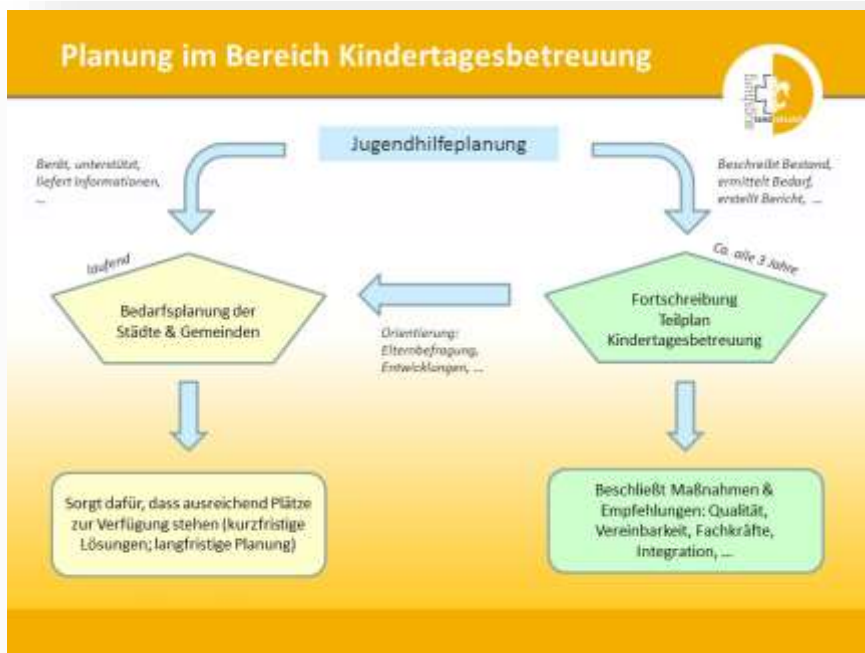 Planung im Bereich Kindertagesbetreuung
Jugendhilfeplanung
Berät, unterstützt,
liefert Informationen,
...
Beschreibt Bestand,
ermittelt Bedarf,
erstellt Bericht, ...
laufend
Bedarfsplanung der
Städte & Gemeinden
Orientierung:
Elternbefragung,
Entwicklungen, ...
Ca. alle 3 Jahre
Fortschreibung
Teilplan
Kindertagesbetreuung
Sorgt dafür, dass ausreichend Plätze
zur Verfügung stehen (kurzfristige
Lösungen; langfristige Planung)
Beschließt Maßnahmen &
Empfehlungen: Qualität,
Vereinbarkeit, Fachkräfte,
Integration, ...